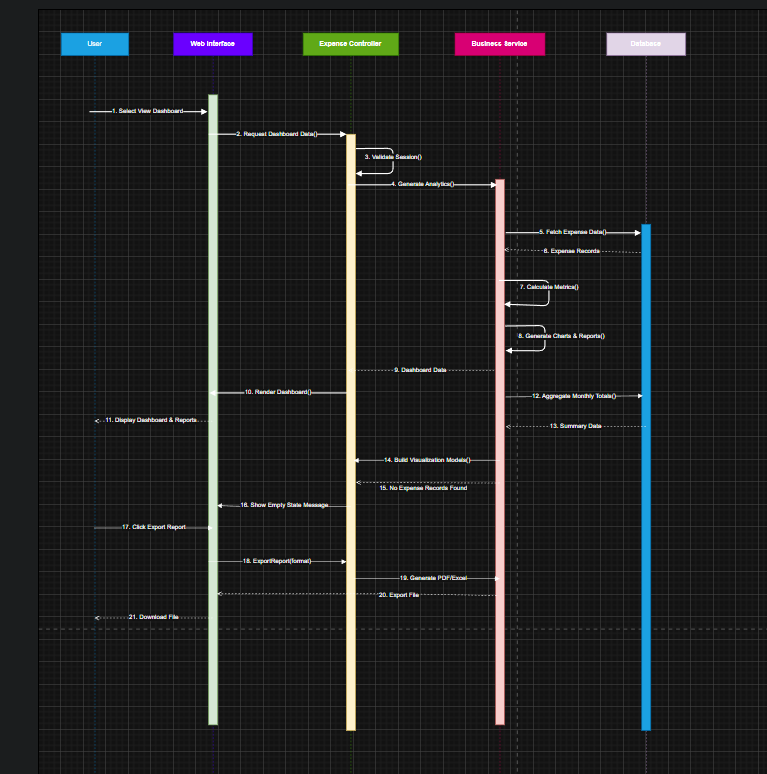 User
Web Interface
Expense Controller
Business Service
Database
1. Select View Dashboard
2. Request Dashboard Data()
3. Validate Session()
4. Generate Analytics()
5. Fetch Expense Data()
6. Expense Records
7. Calculate Metrics()
8. Generate Charts & Reports()
9. Dashboard Data
10. Render Dashboard()
12. Aggregate Monthly Totals()
11. Display Dashboard & Reports
13. Summary Data
14. Build Visualization Models()
15. No Expense Records Found
16. Show Empty State Message
17. Click Export Report
18. ExportReport(format)
19. Generate PDF/Excel
20. Export File
21. Download File